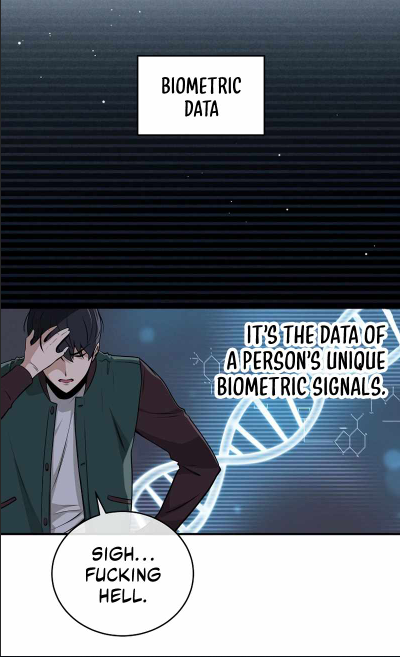 BIOMETRIC
DATA
IT'S THE DATA OF
A PERSON'S UNIQUE
BIOMETRIC SIGNALS.
SIGH...
FUCKING
HELL.